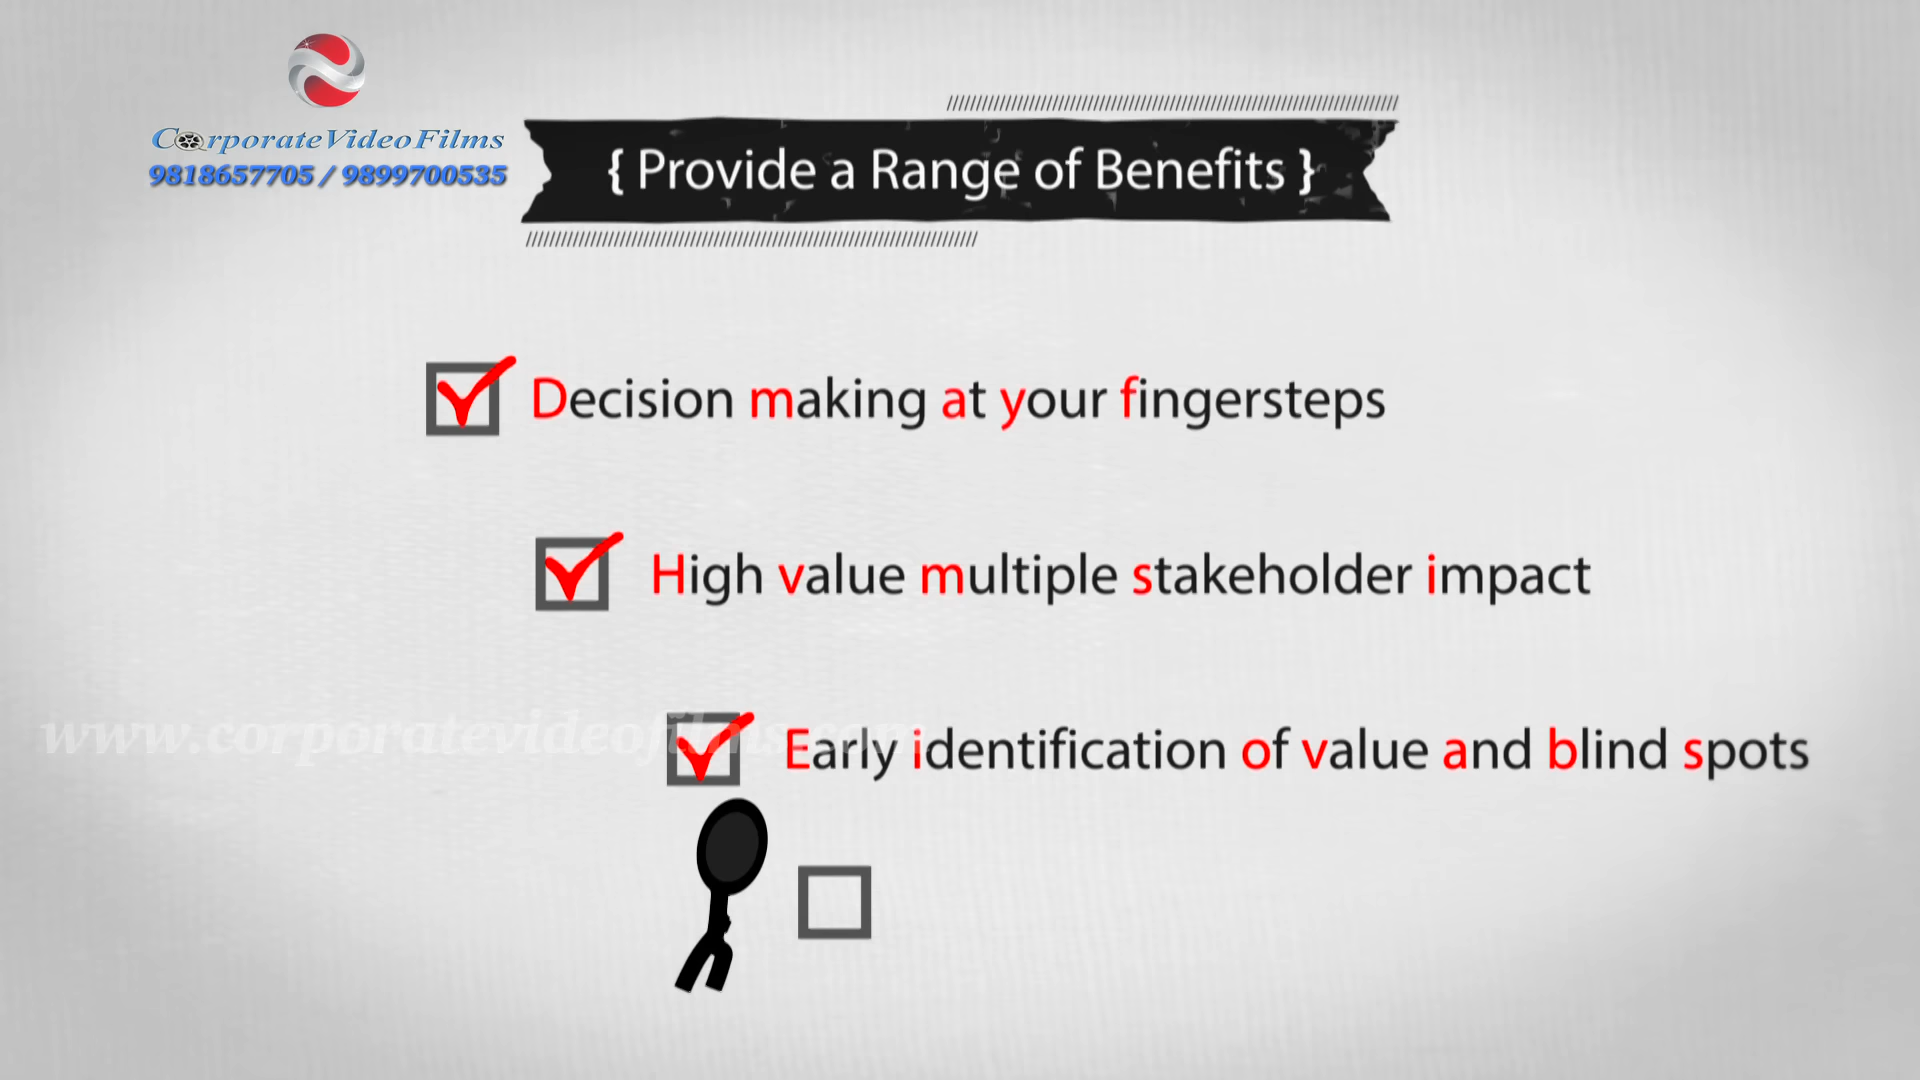 CorporateVideoFilms
9818657705 / 9899700535
{ Provide a Range of Benefits }
Decision making at your fingersteps
High value multiple stakeholder impact
www.corporatevideofilms.com
Early identification of value and blind spots